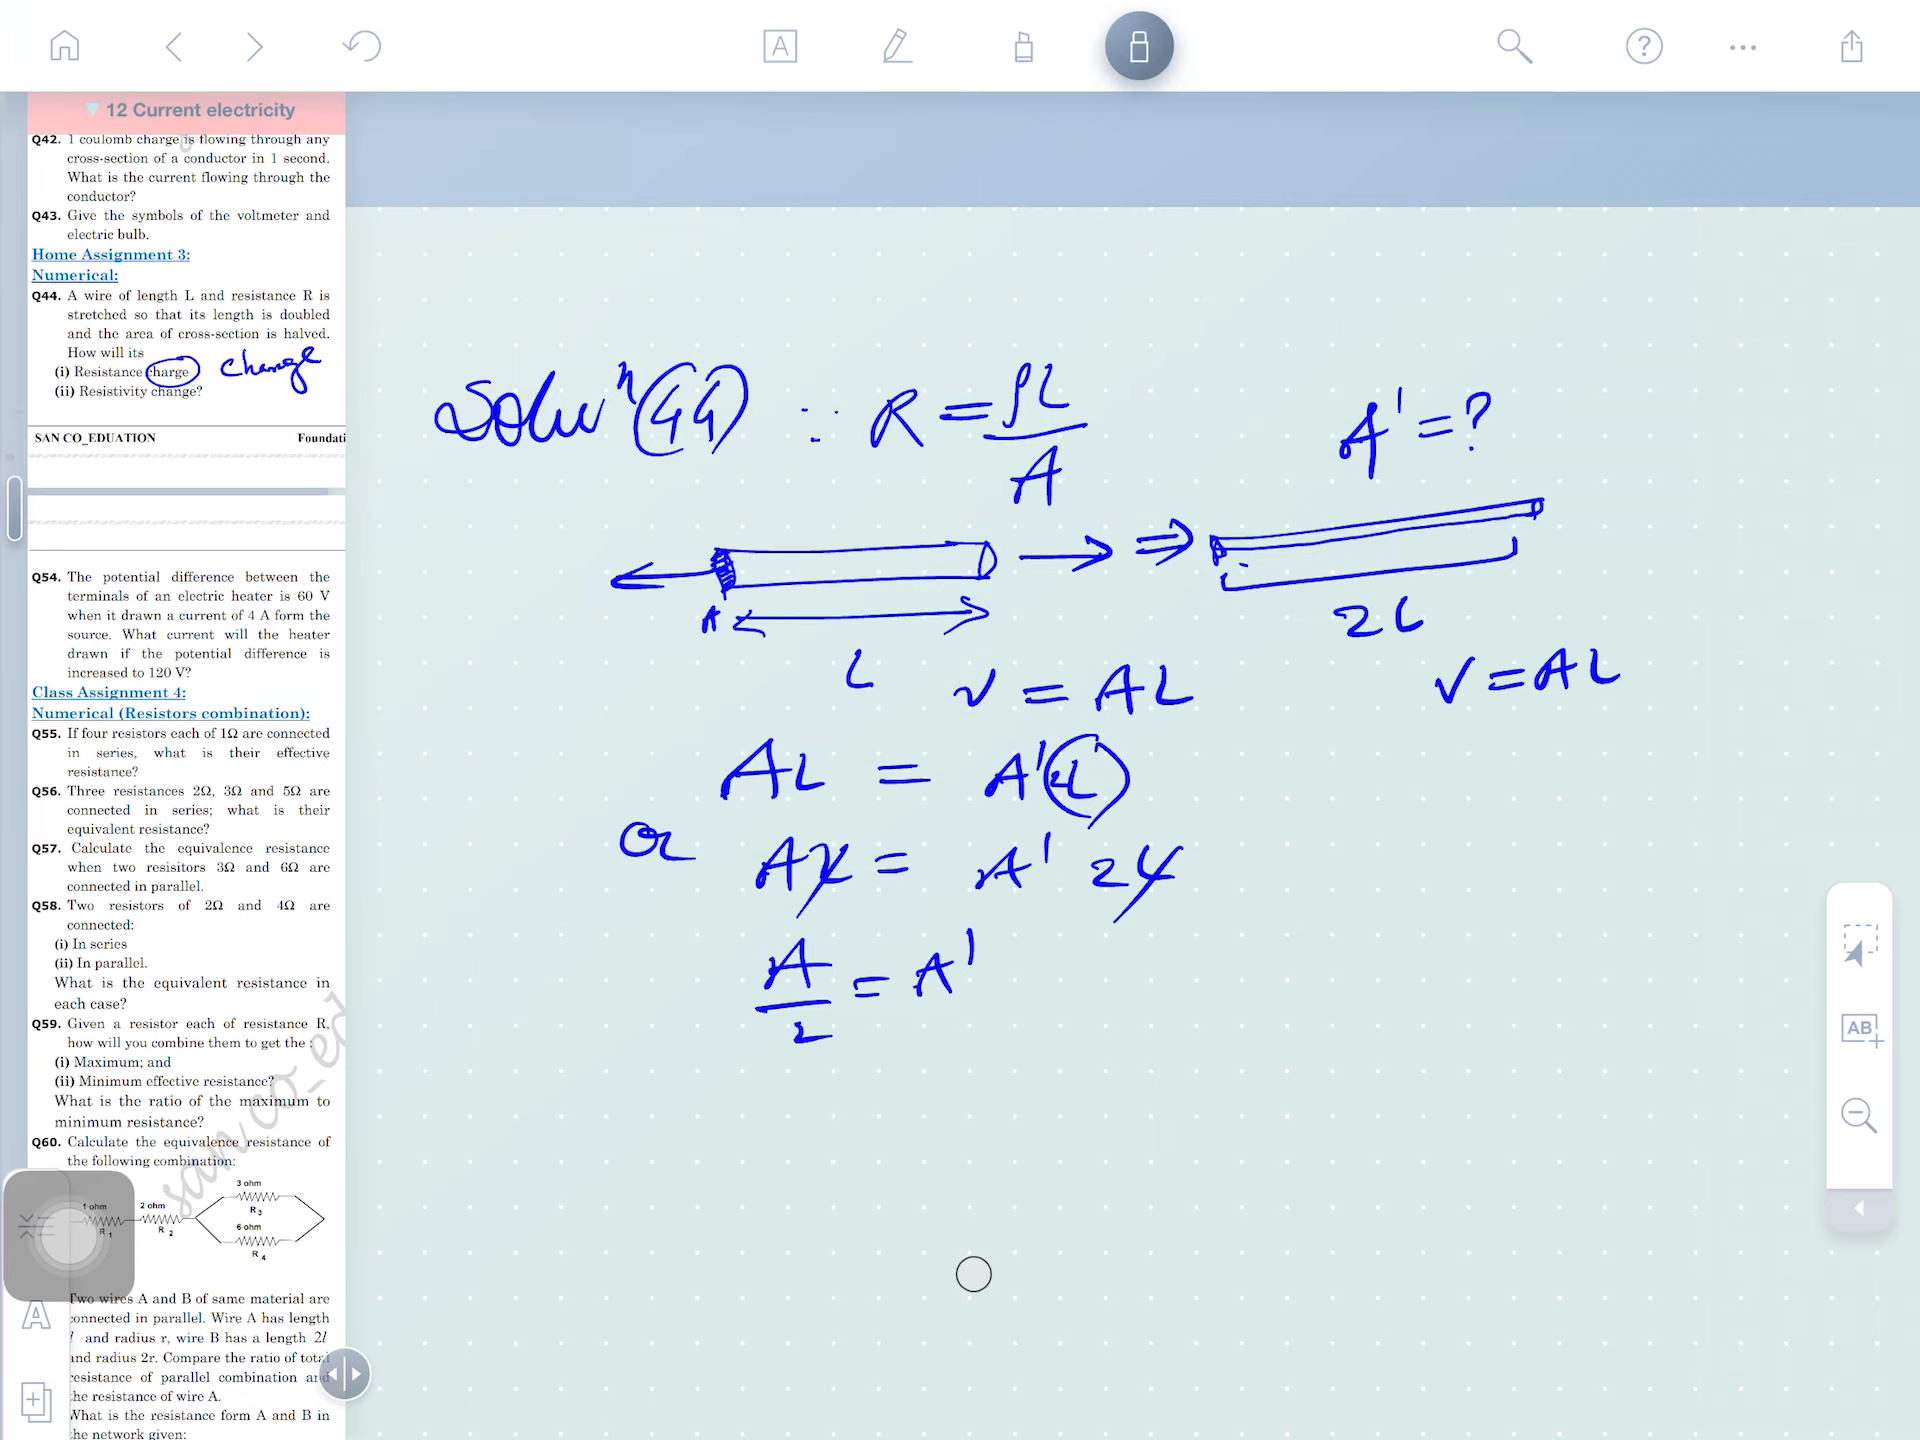 12 Current electricity
Q42. 1 coulomb charge is flowing through any
cross-section of a conductor in 1 second.
What is the current flowing through the
conductor?
Q43. Give the symbols of the voltmeter and
electric bulb.
Home Assignment 3:
Numerical:
Q44. A wire of length L and resistance R is
stretched so that its length is doubled
and the area of cross-section is halved.
How will its
(i) Resistance charge change
(ii) Resistivity change?
SAN CO_EDUATION Foundati
Q54. The potential difference between the
terminals of an electric heater is 60 V
when it drawn a current of 4 A form the
source. What current will the heater
drawn if the potential difference is
increased to 120 V?
Class Assignment 4:
Numerical (Resistors combination):
Q55. If four resistors each of 1Ω are connected
in series, what is their effective
resistance?
Q56. Three resistances 2Ω, 3Ω and 5Ω are
connected in series; what is their
equivalent resistance?
Q57. Calculate the equivalence resistance
when two resisitors 3Ω and 6Ω are
connected in parallel.
Q58. Two resistors of 2Ω and 4Ω are
connected:
(i) In series
(ii) In parallel.
What is the equivalent resistance in
each case?
Q59. Given a resistor each of resistance R,
how will you combine them to get the :
(i) Maximum; and
(ii) Minimum effective resistance?
What is the ratio of the maximum to
minimum resistance?
Q60. Calculate the equivalence resistance of
the following combination:
3 ohm
R3
1 ohm
R1
2 ohm
R2
6 ohm
R4
Two wires A and B of same material are
connected in parallel. Wire A has length
l and radius r, wire B has a length 2l
and radius 2r. Compare the ratio of total
resistance of parallel combination and
the resistance of wire A.
What is the resistance form A and B in
the network given:
san co_ed
Soluⁿ(44) ∵ R = ρL/A
A' = ?
A
L
2L
V = AL
V = AL
AL = A'(2L)
or AL = A' 2L
A/2 = A'